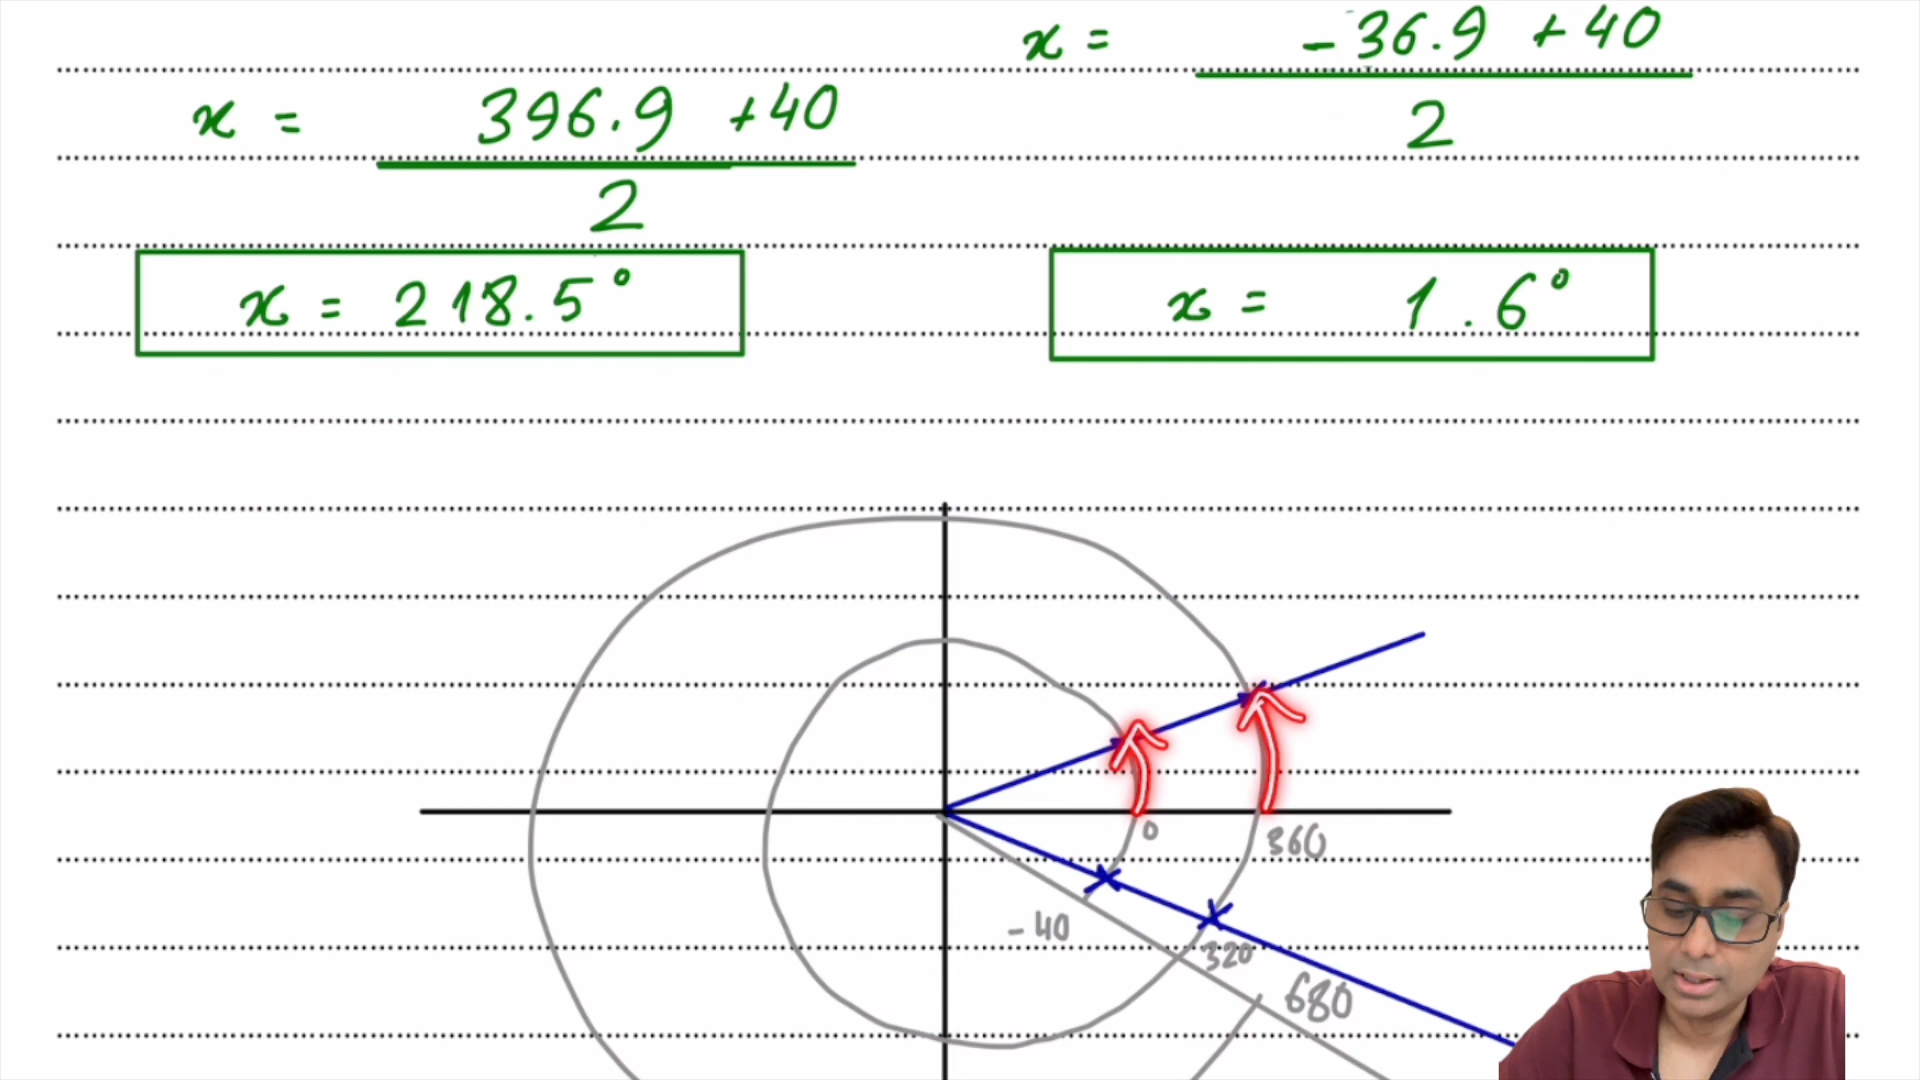 x = -36.9 + 40
2
x = 396.9 + 40
2
x = 218.5°
x = 1.6°
0
360
-40
320
680